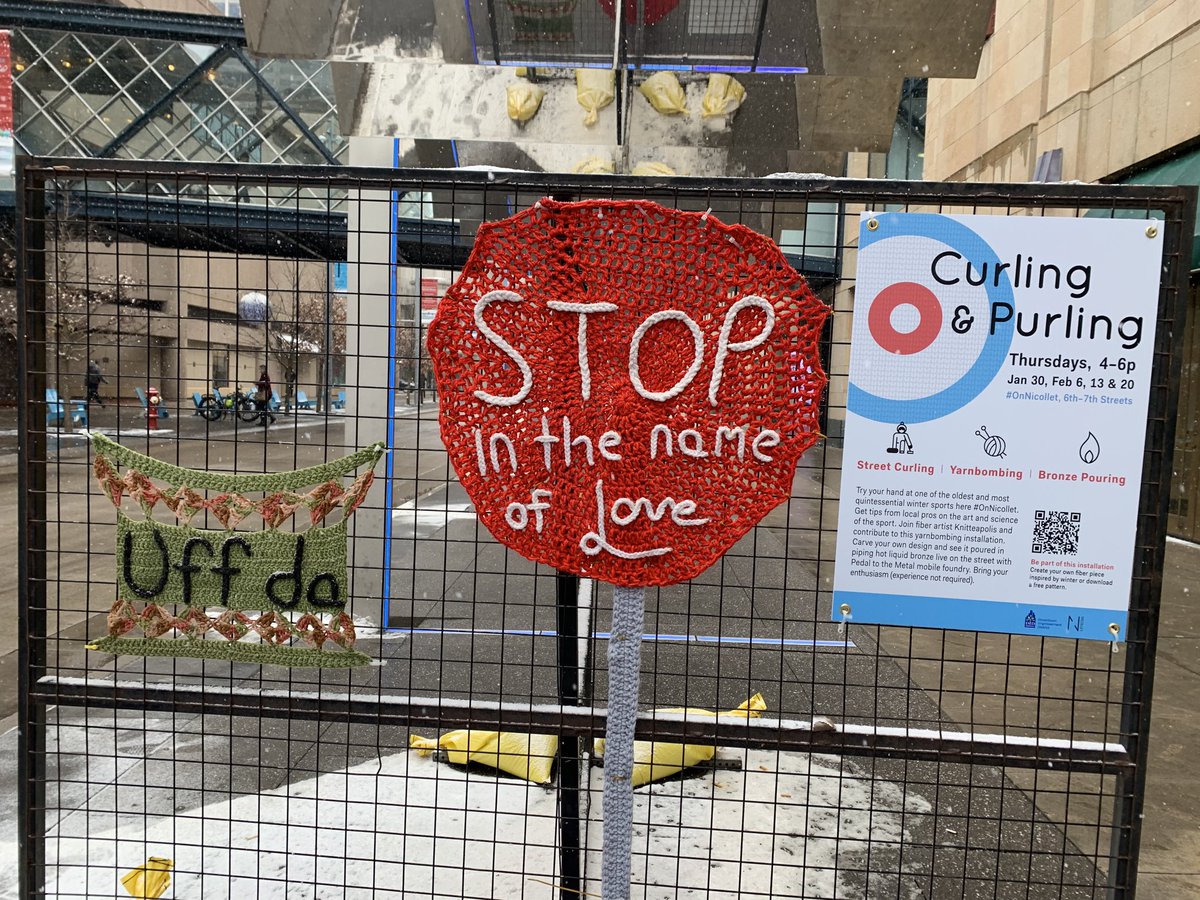 Uff da
STOP
in the name
of Love
Curling
& Purling
Thursdays, 4–6p
Jan 30, Feb 6, 13 & 20
#OnNicollet, 6th–7th Streets
Street Curling | Yarnbombing | Bronze Pouring
Try your hand at one of the oldest and most
quintessential winter sports here #OnNicollet.
Get tips from local pros on the art and science
of the sport. Join fiber artist Knitteapolis and
contribute to this yarnbombing installation.
Carve your own design and see it poured in
piping hot liquid bronze live on the street with
Pedal to the Metal mobile foundry. Bring your
enthusiasm (experience not required).
Be part of this installation
Create your own fiber piece
inspired by winter or download
a free pattern.